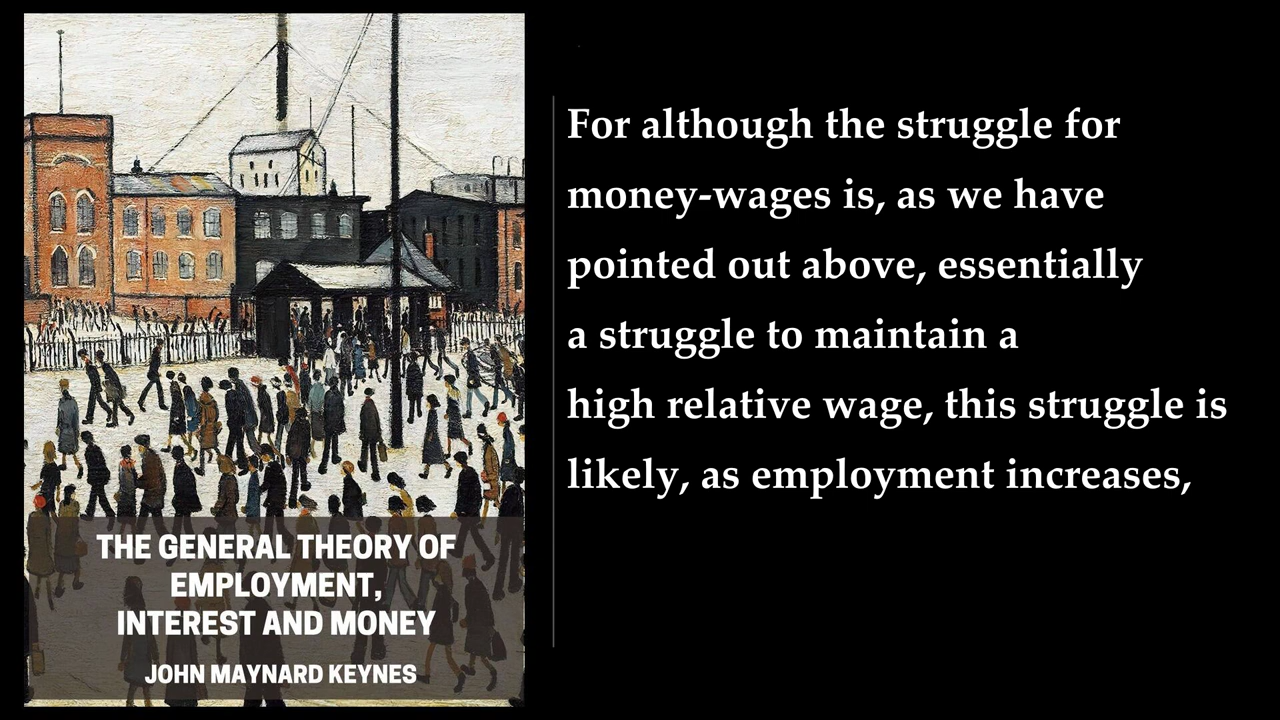 THE GENERAL THEORY OF
EMPLOYMENT,
INTEREST AND MONEY
JOHN MAYNARD KEYNES
For although the struggle for
money-wages is, as we have
pointed out above, essentially
a struggle to maintain a
high relative wage, this struggle is
likely, as employment increases,